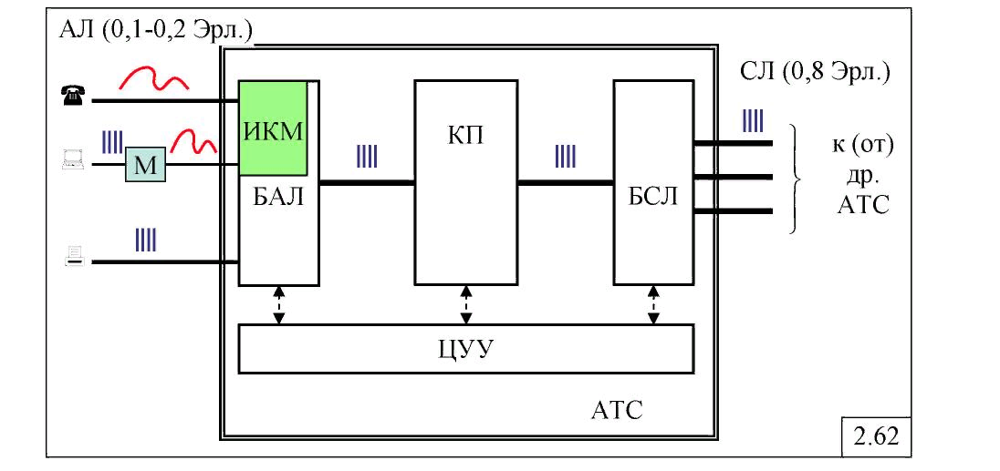 АЛ (0,1-0,2 Эрл.)
СЛ (0,8 Эрл.)
ИКМ
КП
М
к (от)
др.
АТС
БАЛ
БСЛ
ЦУУ
АТС
2.62